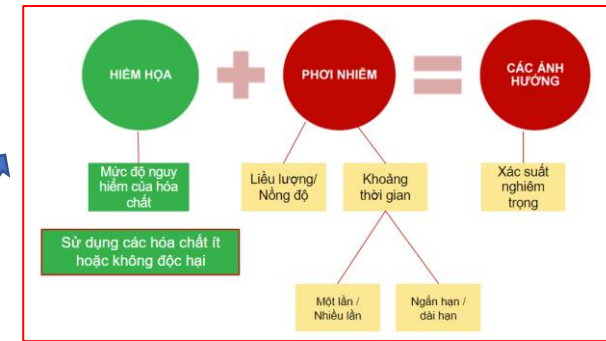 HIỂM HỌA
PHƠI NHIỄM
CÁC ẢNH
HƯỞNG
Mức độ nguy
hiểm của hóa
chất
Liều lượng/
Nồng độ
Khoảng
thời gian
Xác suất
nghiêm
trọng
Sử dụng các hóa chất ít
hoặc không độc hại
Một lần /
Nhiều lần
Ngắn hạn /
dài hạn